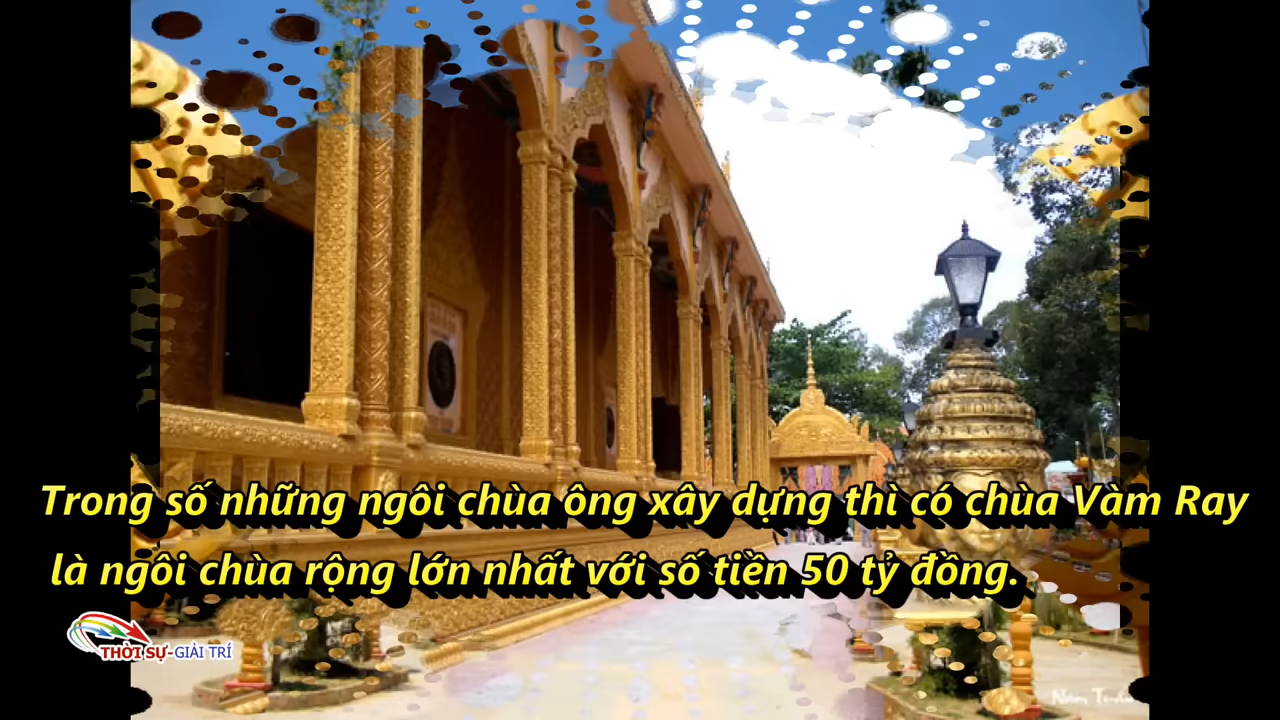 Trong số những ngôi chùa ông xây dựng thì có chùa Vàm Ray
là ngôi chùa rộng lớn nhất với số tiền 50 tỷ đồng.
THỜI SỰ-GIẢI TRÍ